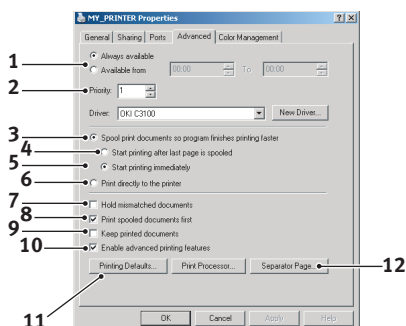 MY_PRINTER Properties
General Sharing Ports Advanced Color Management
1 Always available
Available from 00:00 To 00:00
2 Priority: 1
Driver: OKI C3100 New Driver...
3 Spool print documents so program finishes printing faster
4 Start printing after last page is spooled
5 Start printing immediately
6 Print directly to the printer
7 Hold mismatched documents
8 Print spooled documents first
9 Keep printed documents
10 Enable advanced printing features
Printing Defaults... Print Processor... Separator Page... 12
11
OK Cancel Apply Help